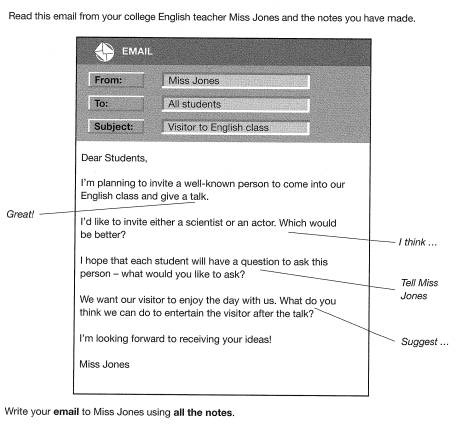 Read this email from your college English teacher Miss Jones and the notes you have made.
EMAIL
From: Miss Jones
To: All students
Subject: Visitor to English class
Dear Students,
I'm planning to invite a well-known person to come into our
English class and give a talk.
Great!
I'd like to invite either a scientist or an actor. Which would
be better?
I think ...
I hope that each student will have a question to ask this
person – what would you like to ask?
Tell Miss
Jones
We want our visitor to enjoy the day with us. What do you
think we can do to entertain the visitor after the talk?
Suggest ...
I'm looking forward to receiving your ideas!
Miss Jones
Write your email to Miss Jones using all the notes.